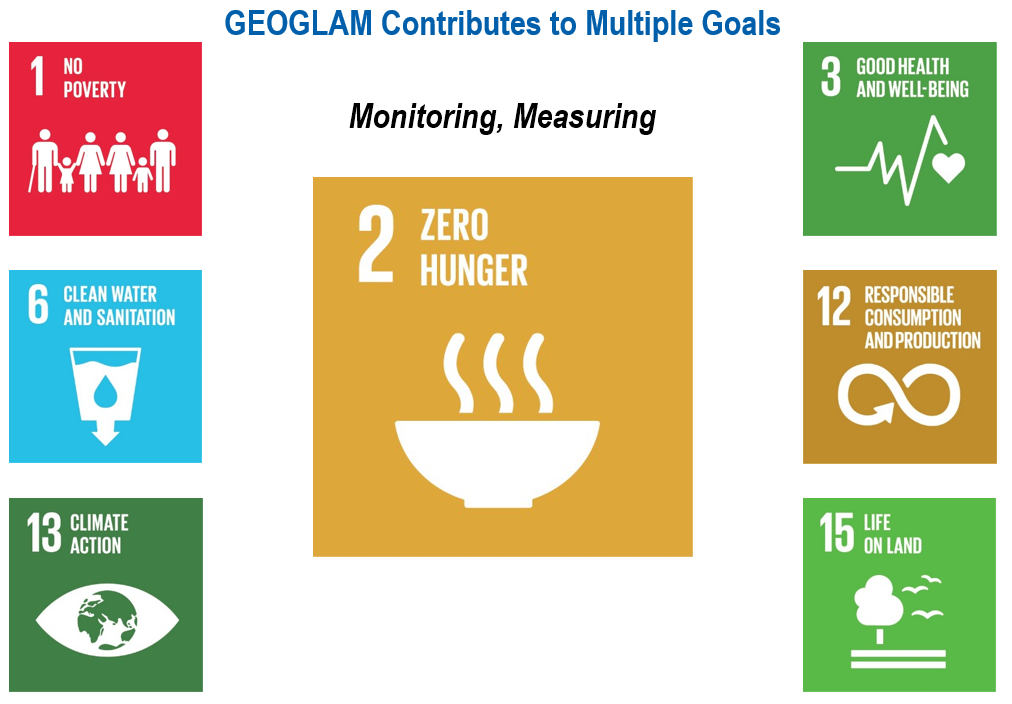 GEOGLAM Contributes to Multiple Goals
Monitoring, Measuring
1 NO
POVERTY
2 ZERO
HUNGER
3 GOOD HEALTH
AND WELL-BEING
6 CLEAN WATER
AND SANITATION
12 RESPONSIBLE
CONSUMPTION
AND PRODUCTION
13 CLIMATE
ACTION
15 LIFE
ON LAND